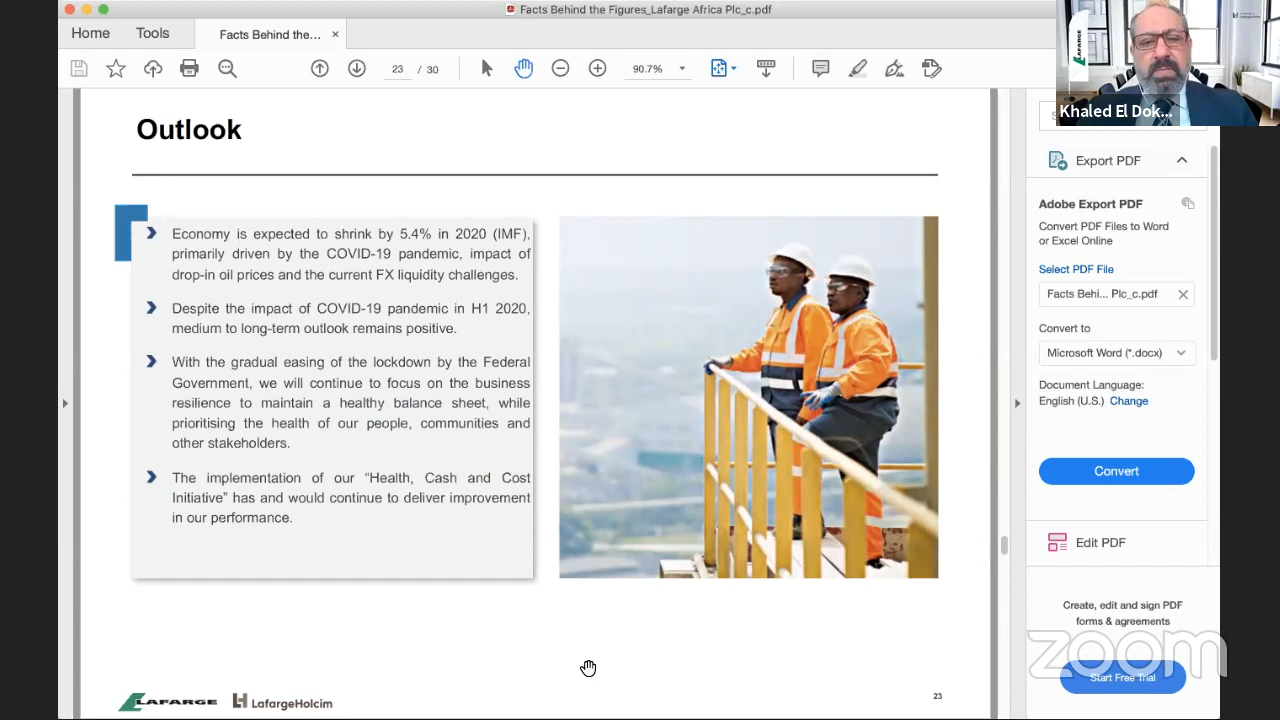 Facts Behind the Figures_Lafarge Africa Plc_c.pdf
Home
Tools
Facts Behind the...
×
23 / 30
90.7%
LAFARGE
Khaled El Dok...
Outlook
Economy is expected to shrink by 5.4% in 2020 (IMF),
primarily driven by the COVID-19 pandemic, impact of
drop-in oil prices and the current FX liquidity challenges.
Despite the impact of COVID-19 pandemic in H1 2020,
medium to long-term outlook remains positive.
With the gradual easing of the lockdown by the Federal
Government, we will continue to focus on the business
resilience to maintain a healthy balance sheet, while
prioritising the health of our people, communities and
other stakeholders.
The implementation of our “Health, Cash and Cost
Initiative” has and would continue to deliver improvement
in our performance.
LAFARGE
LafargeHolcim
23
Export PDF
Adobe Export PDF
Convert PDF Files to Word
or Excel Online
Select PDF File
Facts Behi... Plc_c.pdf
Convert to
Microsoft Word (*.docx)
Document Language:
English (U.S.) Change
Convert
Edit PDF
Create, edit and sign PDF
forms & agreements
zoom
Start Free Trial